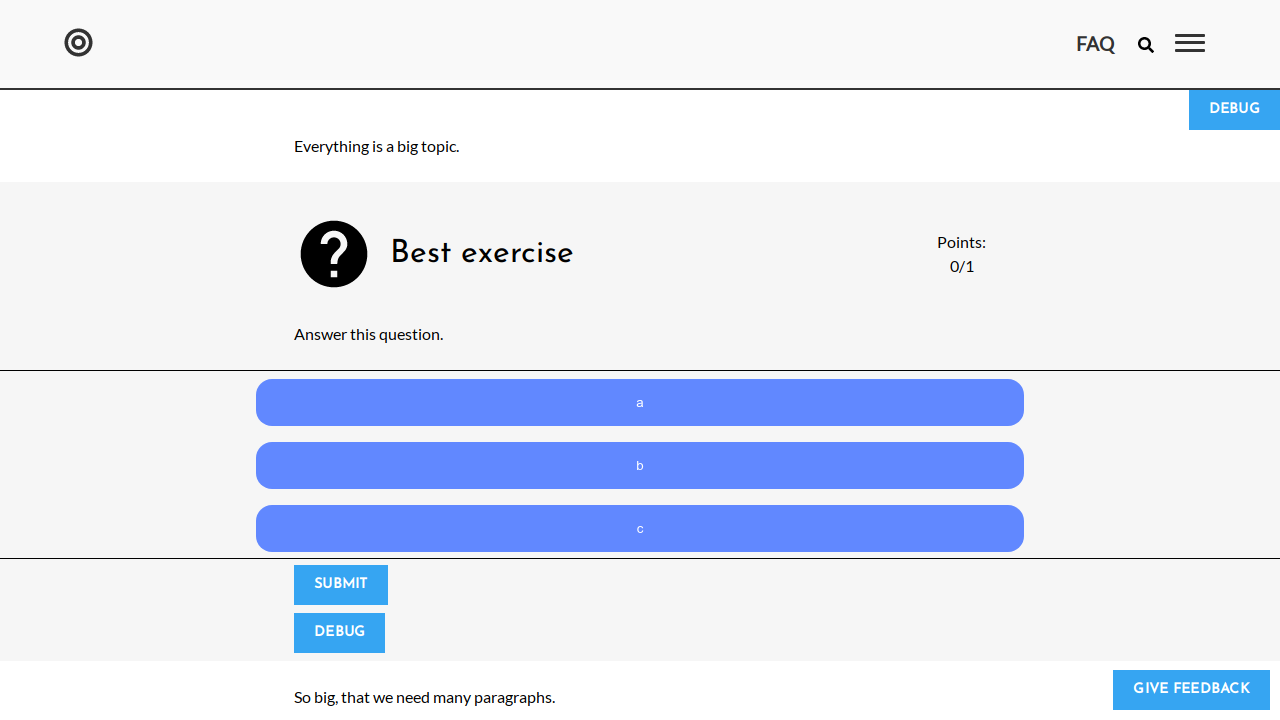 FAQ
DEBUG
Everything is a big topic.
Best exercise
Points:
0/1
Answer this question.
a
b
c
SUBMIT
DEBUG
So big, that we need many paragraphs.
GIVE FEEDBACK